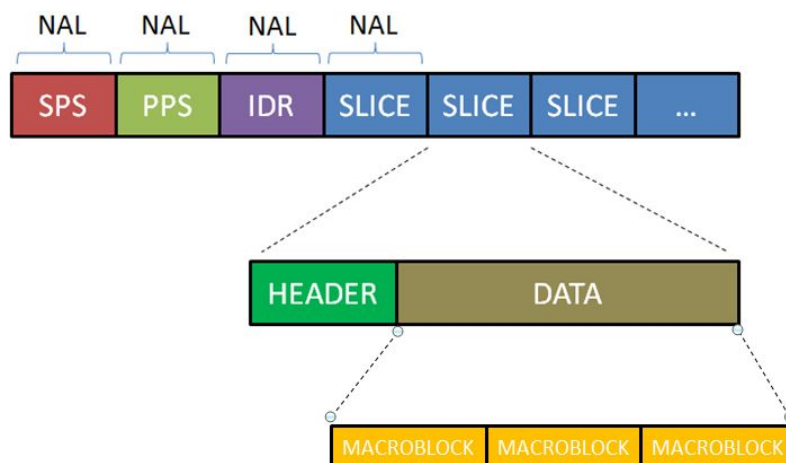 NAL NAL NAL NAL
SPS PPS IDR SLICE SLICE SLICE ...
HEADER DATA
MACROBLOCK MACROBLOCK MACROBLOCK